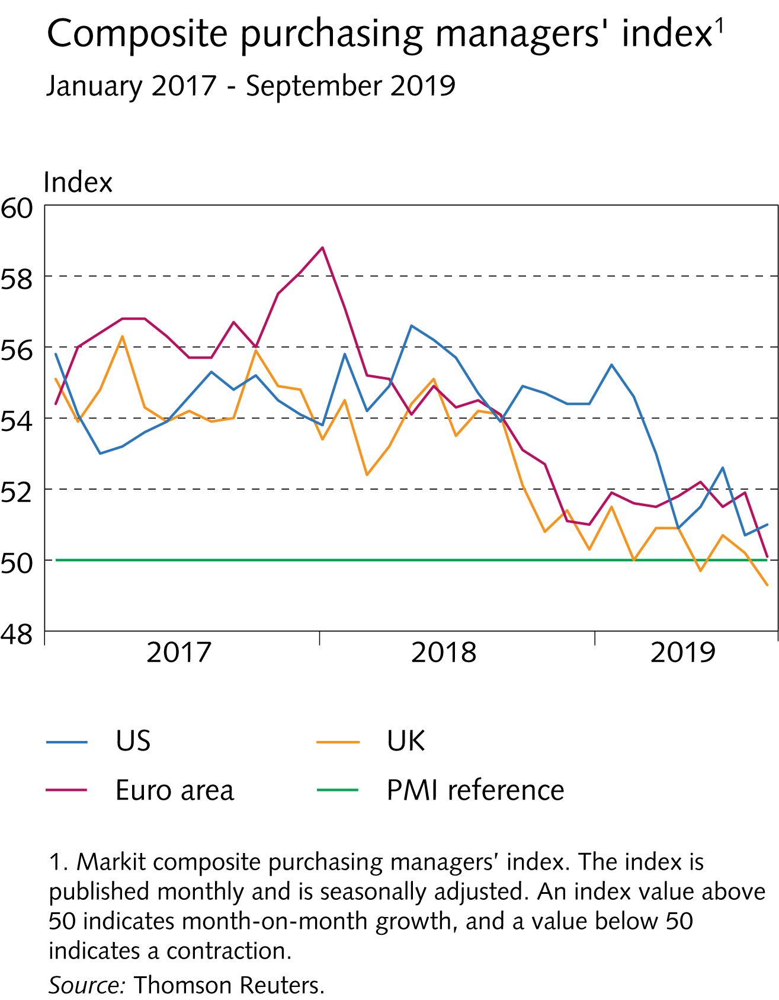 Composite purchasing managers' index¹
January 2017 - September 2019
Index
60
58
56
54
52
50
48
2017 2018 2019
US UK
Euro area PMI reference
1. Markit composite purchasing managers’ index. The index is
published monthly and is seasonally adjusted. An index value above
50 indicates month-on-month growth, and a value below 50
indicates a contraction.
Source: Thomson Reuters.